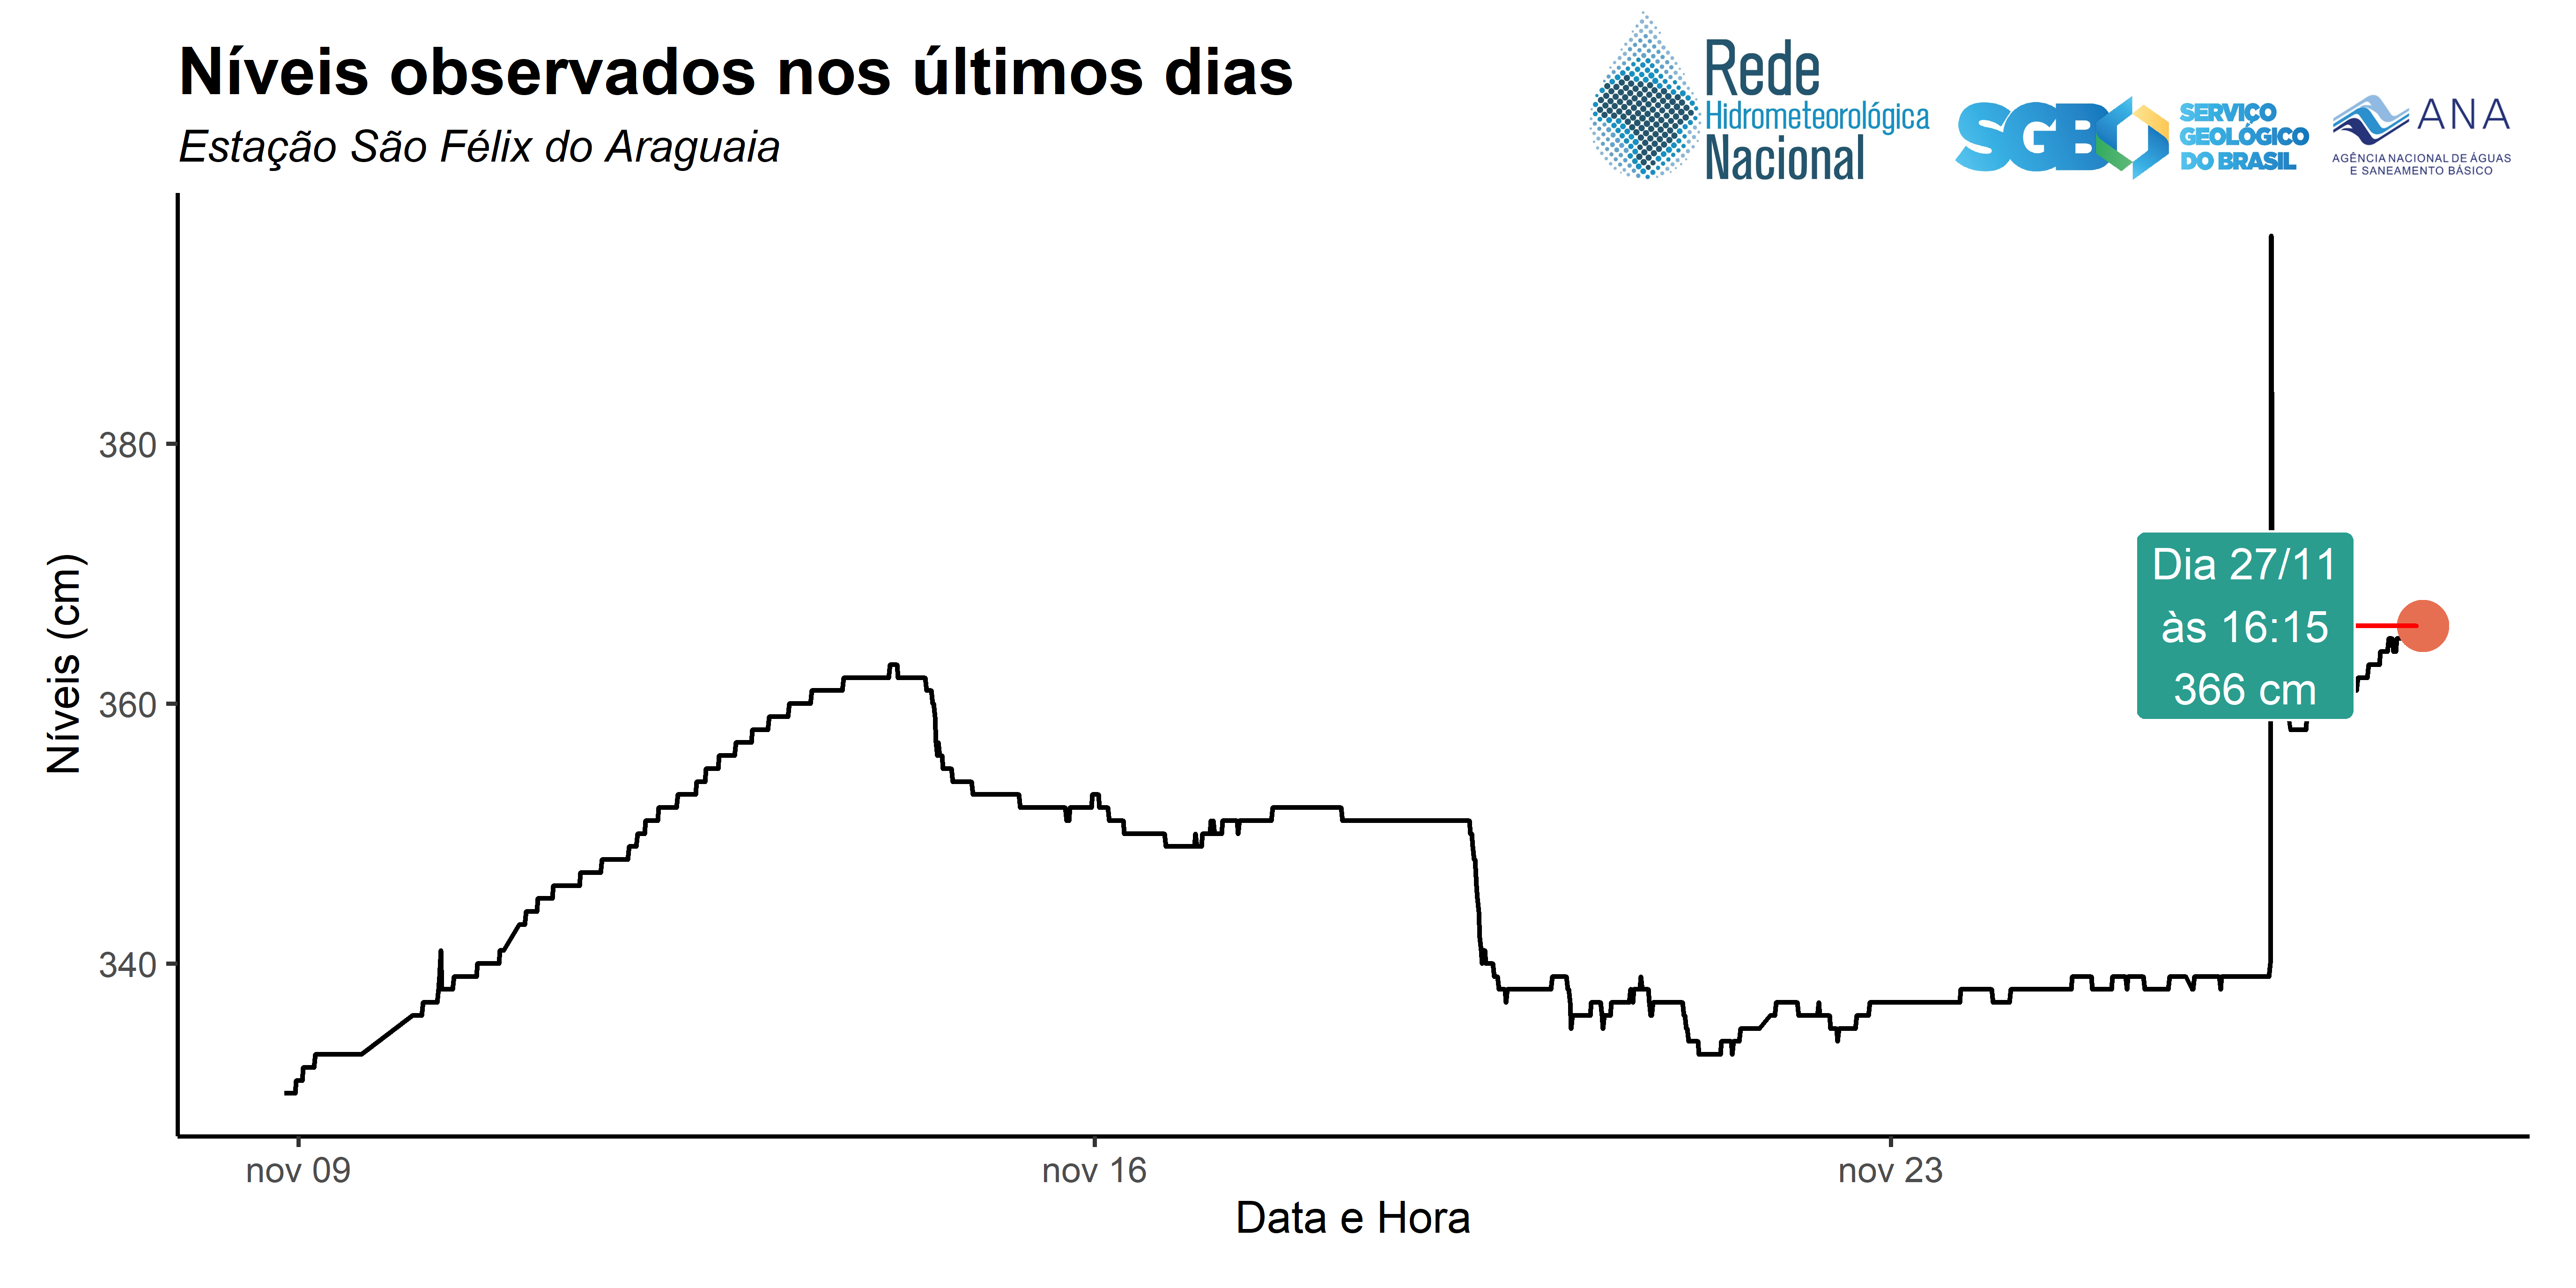 Níveis observados nos últimos dias
Estação São Félix do Araguaia
Rede
Hidrometeorológica
Nacional
SGB
SERVIÇO
GEOLÓGICO
DO BRASIL
ANA
AGÊNCIA NACIONAL DE ÁGUAS
E SANEAMENTO BÁSICO
Níveis (cm)
380
360
340
Dia 27/11
às 16:15
366 cm
nov 09
nov 16
nov 23
Data e Hora